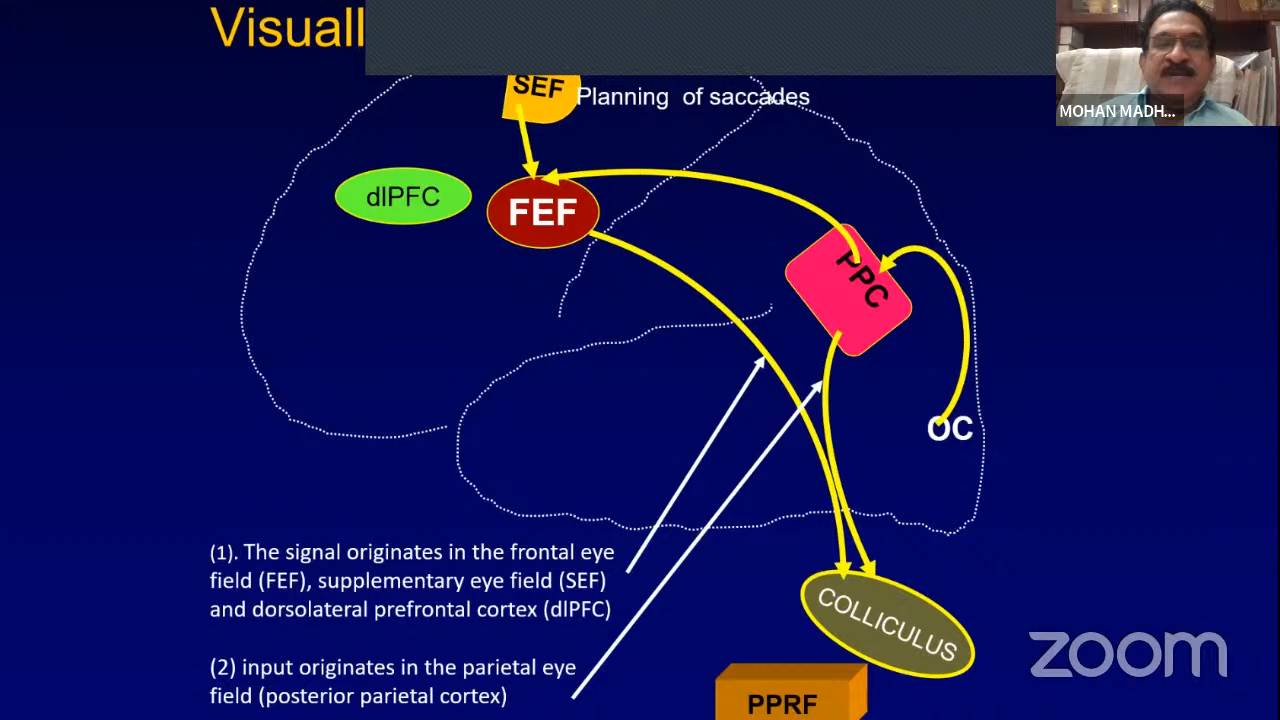 Visuall
MOHAN MADH...
SEF
Planning of saccades
dlPFC
FEF
PPC
OC
(1). The signal originates in the frontal eye
field (FEF), supplementary eye field (SEF)
and dorsolateral prefrontal cortex (dlPFC)
(2) input originates in the parietal eye
field (posterior parietal cortex)
COLLICULUS
zoom
PPRF